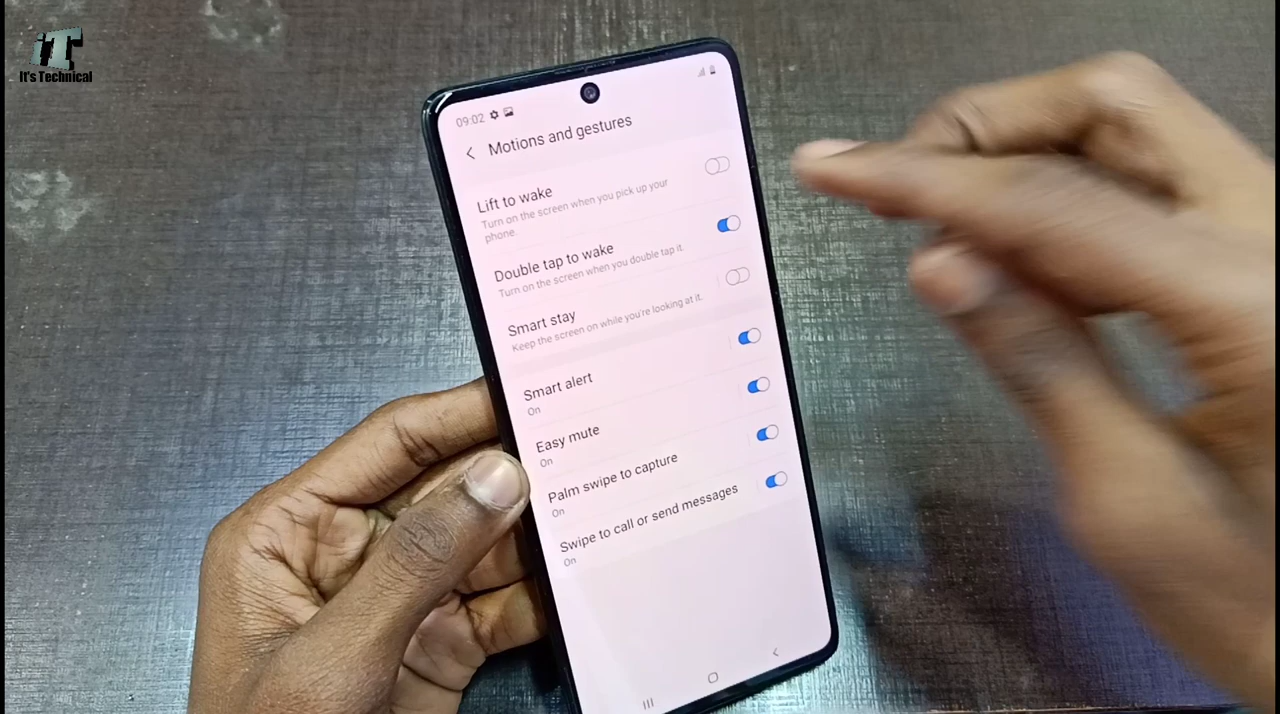 iT
It's Technical
09:02
Motions and gestures
Lift to wake
Turn on the screen when you pick up your
phone.
Double tap to wake
Turn on the screen when you double tap it.
Smart stay
Keep the screen on while you're looking at it.
Smart alert
On
Easy mute
On
Palm swipe to capture
On
Swipe to call or send messages
On